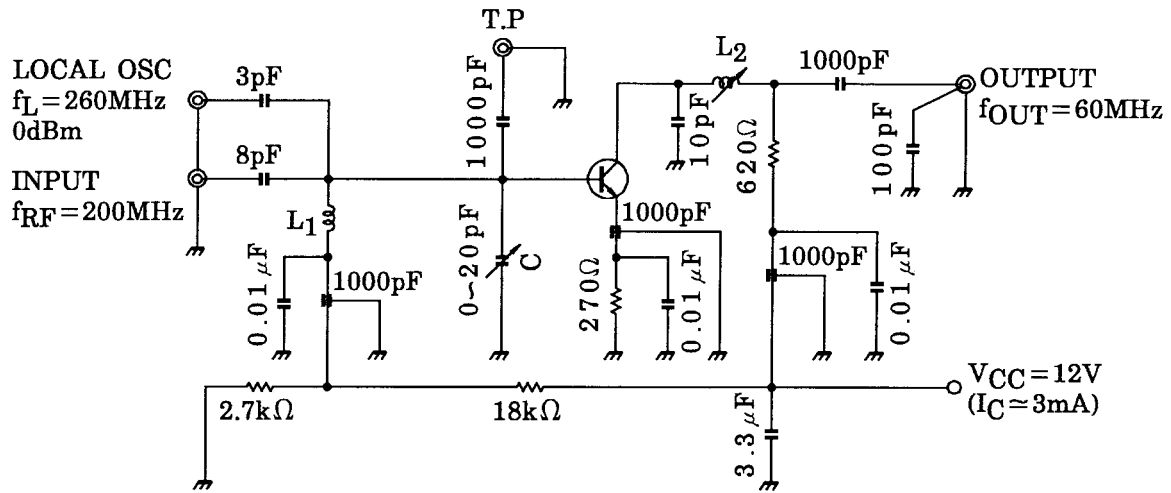 T.P
LOCAL OSC
fL=260MHz
0dBm
3pF
1000pF
L2
1000pF
OUTPUT
fOUT=60MHz
10pF
100pF
INPUT
fRF=200MHz
8pF
620Ω
L1
1000pF
0.01μF
1000pF
0~20pF
C
270Ω
0.01μF
1000pF
0.01μF
2.7kΩ
18kΩ
VCC=12V
(IC≃3mA)
3.3μF